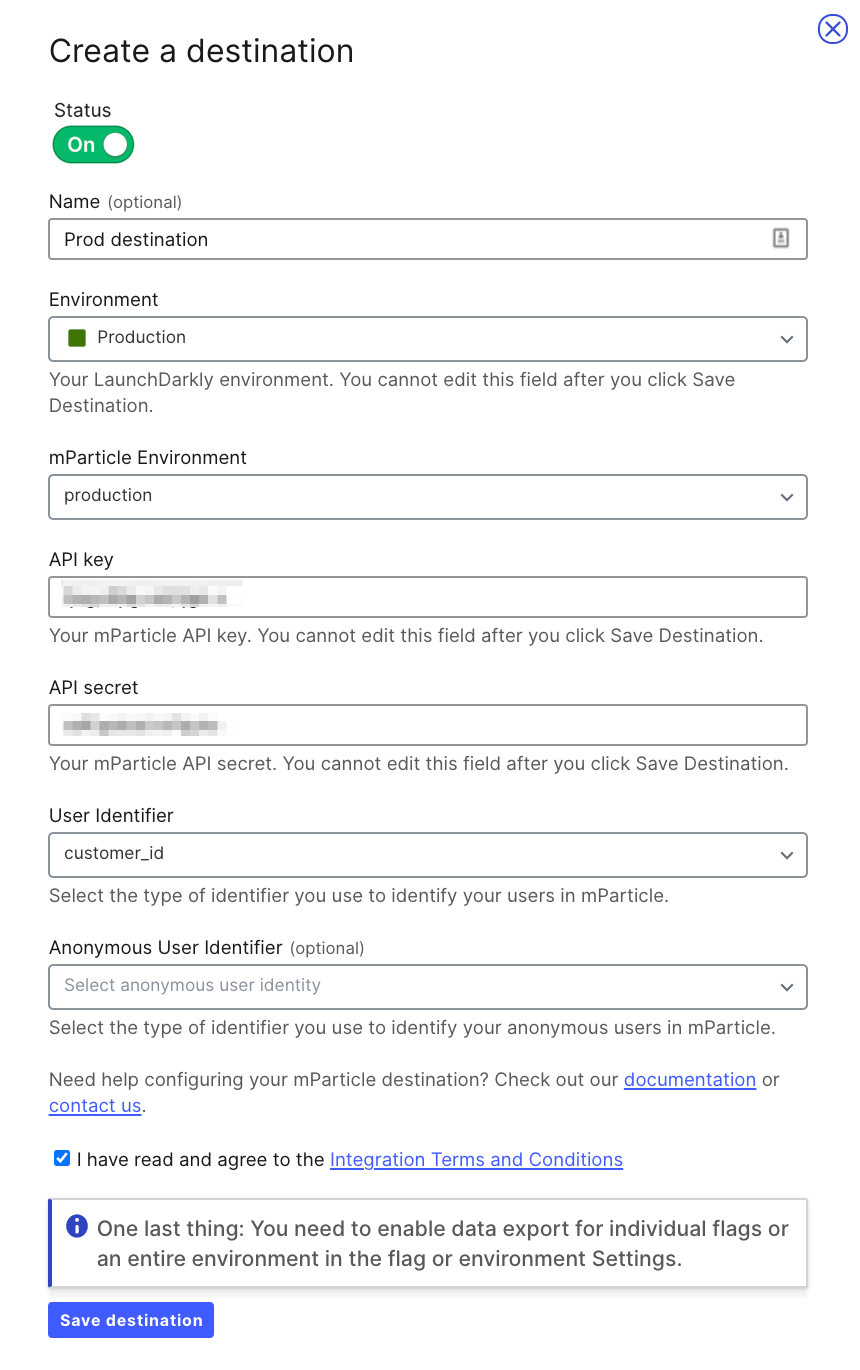 Create a destination
Status
On
Name (optional)
Prod destination
Environment
Production
Your LaunchDarkly environment. You cannot edit this field after you click Save
Destination.
mParticle Environment
production
API key
Your mParticle API key. You cannot edit this field after you click Save Destination.
API secret
Your mParticle API secret. You cannot edit this field after you click Save Destination.
User Identifier
customer_id
Select the type of identifier you use to identify your users in mParticle.
Anonymous User Identifier (optional)
Select anonymous user identity
Select the type of identifier you use to identify your anonymous users in mParticle.
Need help configuring your mParticle destination? Check out our documentation or
contact us.
I have read and agree to the Integration Terms and Conditions
One last thing: You need to enable data export for individual flags or
an entire environment in the flag or environment Settings.
Save destination